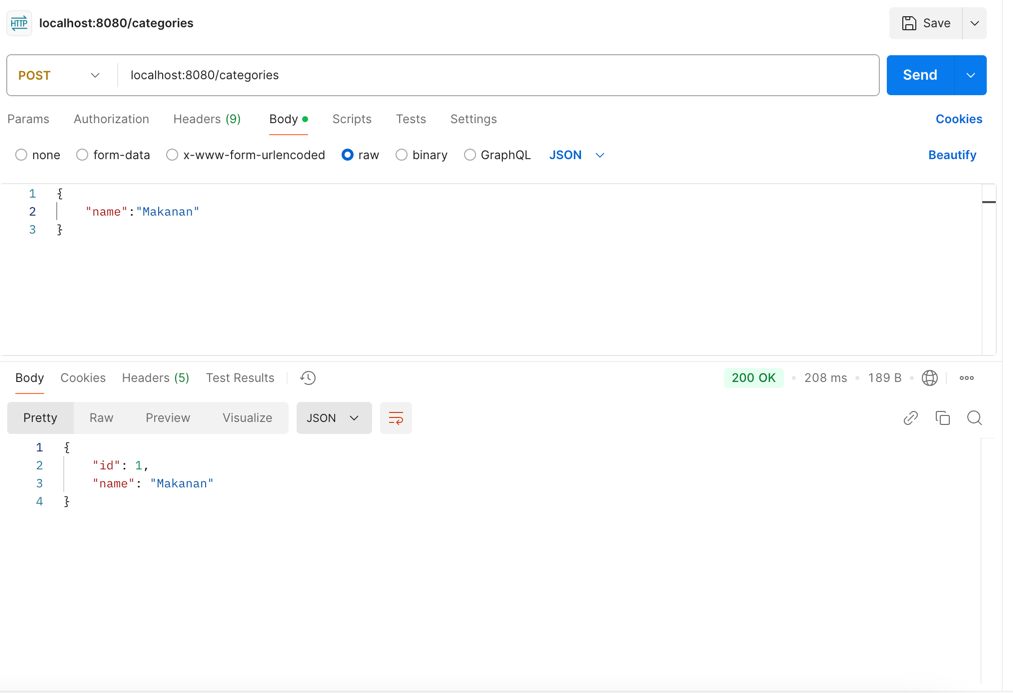 HTTP localhost:8080/categories Save
POST localhost:8080/categories Send
Params Authorization Headers (9) Body Scripts Tests Settings Cookies
none form-data x-www-form-urlencoded raw binary GraphQL JSON Beautify
1 {
2 "name":"Makanan"
3 }
Body Cookies Headers (5) Test Results 200 OK 208 ms 189 B
Pretty Raw Preview Visualize JSON
1 {
2 "id": 1,
3 "name": "Makanan"
4 }